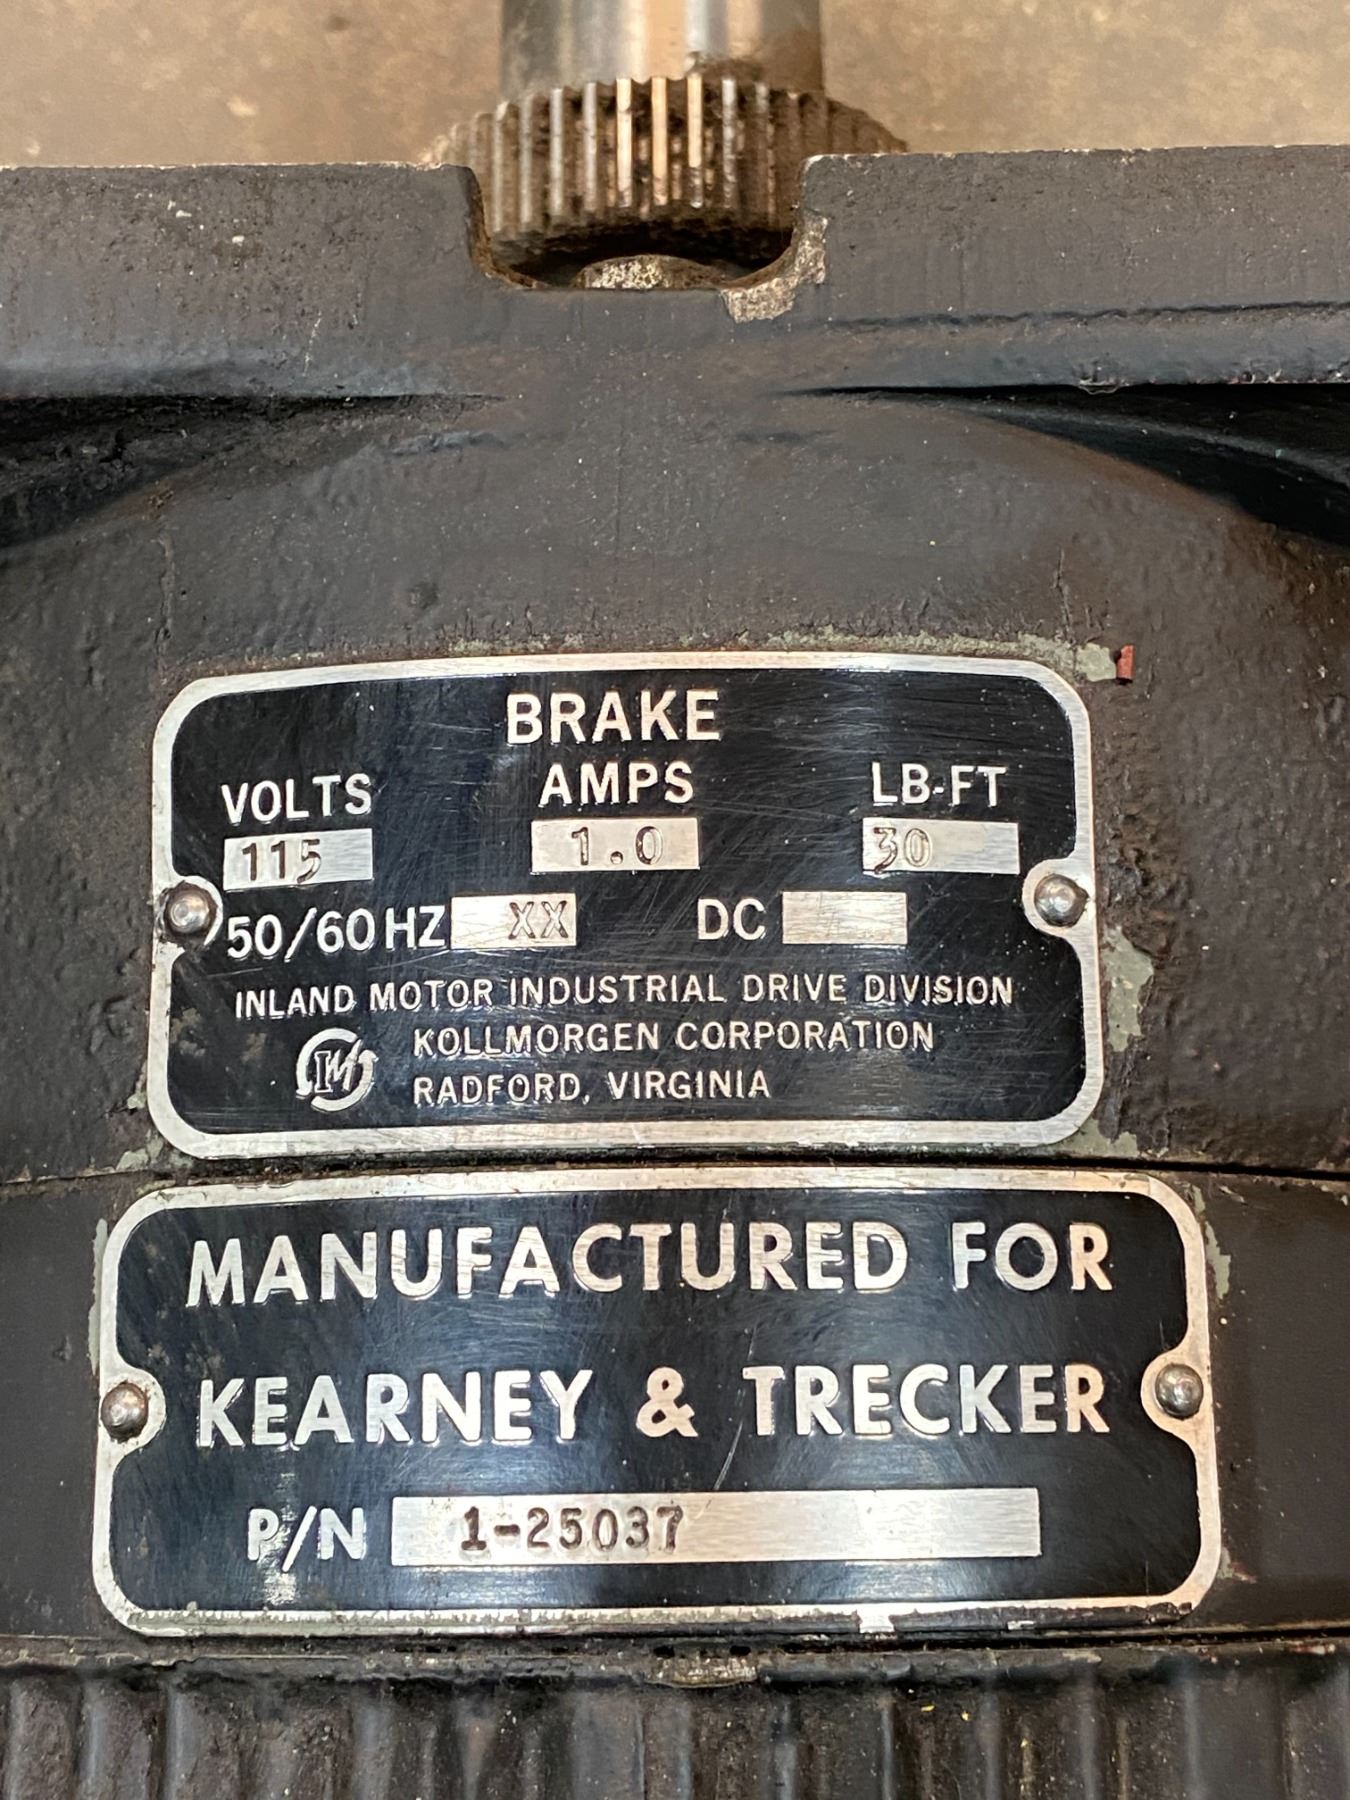 BRAKE
VOLTS AMPS LB-FT
115 1.0 30
50/60 HZ XX DC
INLAND MOTOR INDUSTRIAL DRIVE DIVISION
KOLLMORGEN CORPORATION
IM RADFORD, VIRGINIA
MANUFACTURED FOR
KEARNEY & TRECKER
P/N 1-25037